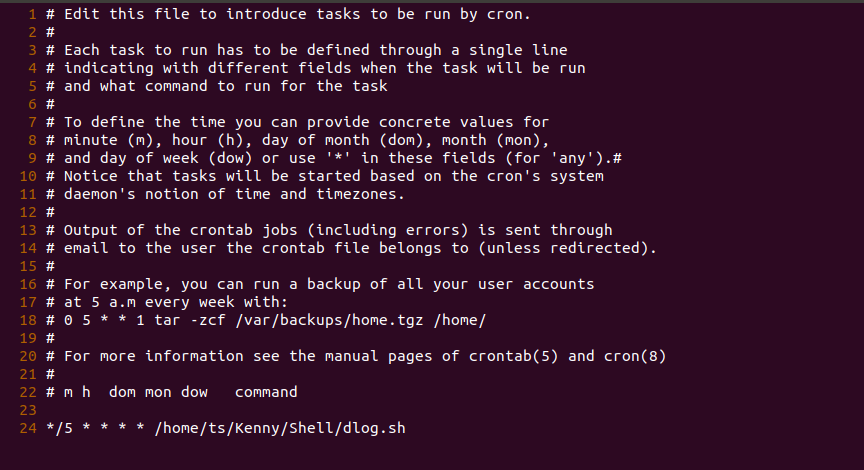 1 # Edit this file to introduce tasks to be run by cron.
2 #
3 # Each task to run has to be defined through a single line
4 # indicating with different fields when the task will be run
5 # and what command to run for the task
6 #
7 # To define the time you can provide concrete values for
8 # minute (m), hour (h), day of month (dom), month (mon),
9 # and day of week (dow) or use '*' in these fields (for 'any').#
10 # Notice that tasks will be started based on the cron's system
11 # daemon's notion of time and timezones.
12 #
13 # Output of the crontab jobs (including errors) is sent through
14 # email to the user the crontab file belongs to (unless redirected).
15 #
16 # For example, you can run a backup of all your user accounts
17 # at 5 a.m every week with:
18 # 0 5 * * 1 tar -zcf /var/backups/home.tgz /home/
19 #
20 # For more information see the manual pages of crontab(5) and cron(8)
21 #
22 # m h  dom mon dow   command
23
24 */5 * * * * /home/ts/Kenny/Shell/dlog.sh